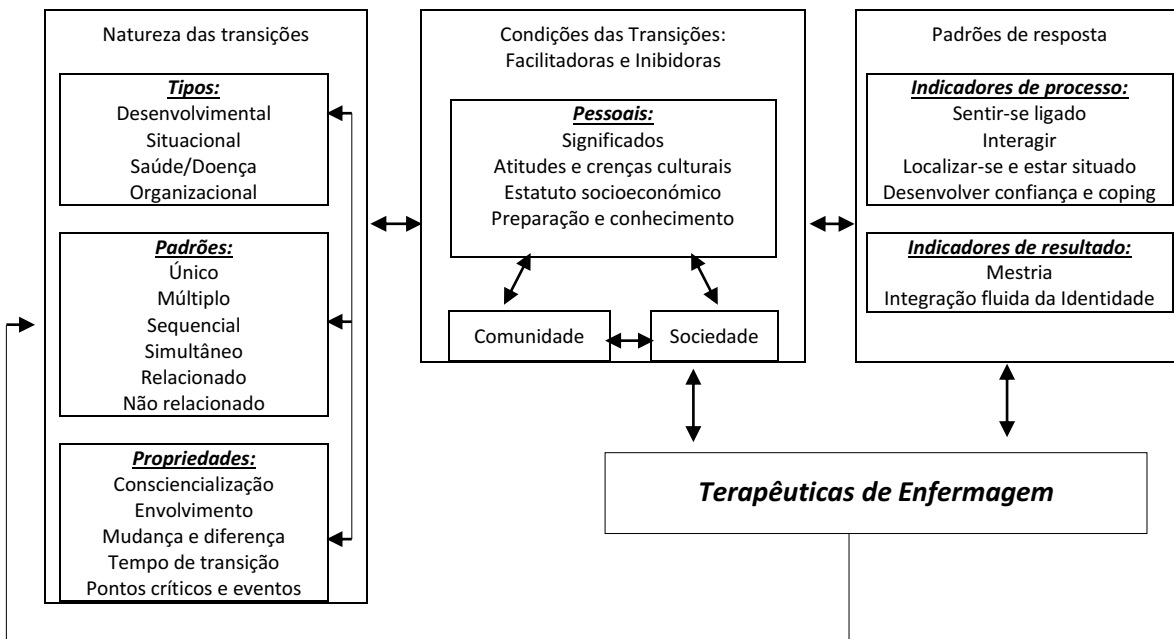 Natureza das transições
Tipos:
Desenvolvimental
Situacional
Saúde/Doença
Organizacional
Padrões:
Único
Múltiplo
Sequencial
Simultâneo
Relacionado
Não relacionado
Propriedades:
Consciencialização
Envolvimento
Mudança e diferença
Tempo de transição
Pontos críticos e eventos
Condições das Transições:
Facilitadoras e Inibidoras
Pessoais:
Significados
Atitudes e crenças culturais
Estatuto socioeconómico
Preparação e conhecimento
Comunidade
Sociedade
Padrões de resposta
Indicadores de processo:
Sentir-se ligado
Interagir
Localizar-se e estar situado
Desenvolver confiança e coping
Indicadores de resultado:
Mestria
Integração fluida da Identidade
Terapêuticas de Enfermagem